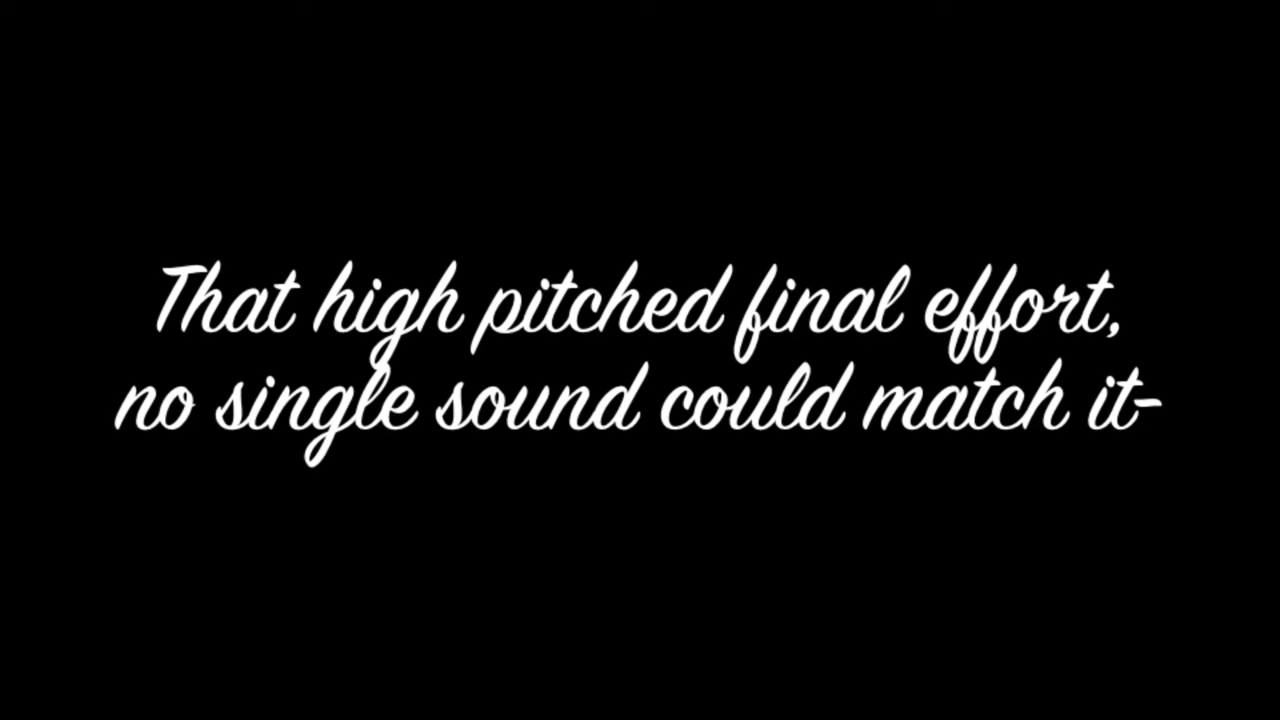 That high pitched final effort,
no single sound could match it-